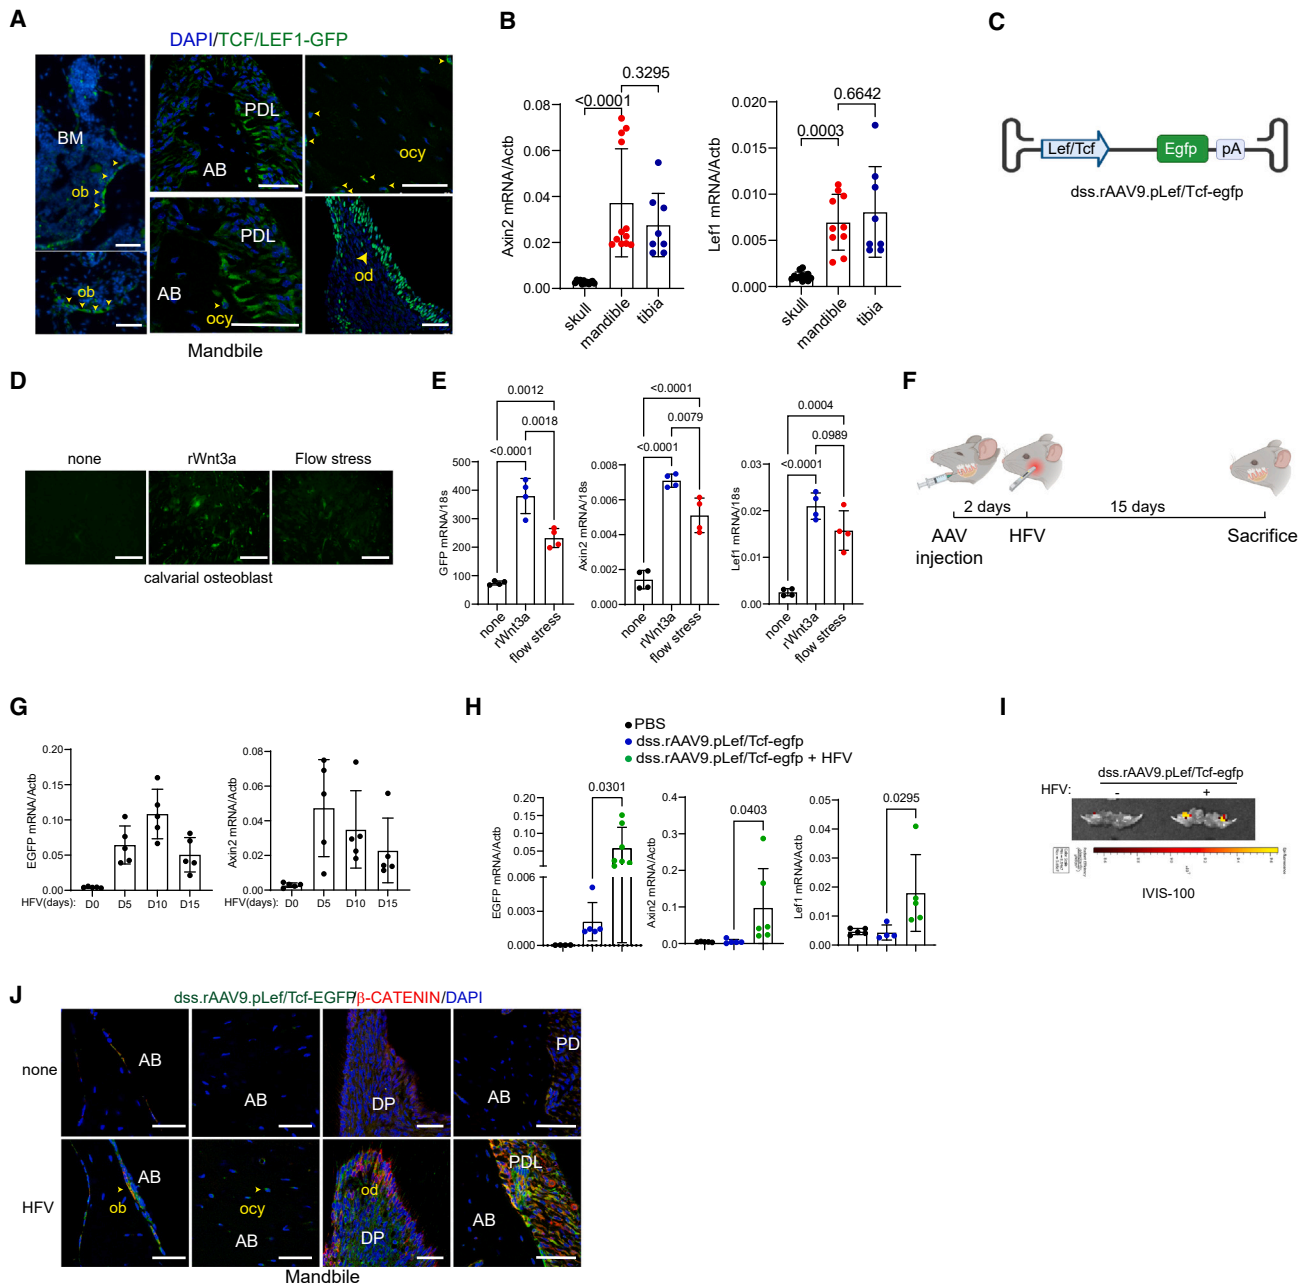 A
DAPI/TCF/LEF1-GFP
BM
ob
PDL
AB
ocy
ob
PDL
AB
ocy
od
Mandbile
B
Axin2 mRNA/Actb
0.08
0.06
0.04
0.02
0.00
<0.0001
0.3295
skull
mandible
tibia
Lef1 mRNA/Actb
0.020
0.015
0.010
0.005
0.000
0.0003
0.6642
skull
mandible
tibia
C
Lef/Tcf
Egfp
pA
dss.rAAV9.pLef/Tcf-egfp
D
none
rWnt3a
Flow stress
calvarial osteoblast
E
GFP mRNA/18s
500
400
300
200
100
0
0.0012
0.0018
<0.0001
none
rWnt3a
flow stress
Axin2 mRNA/18s
0.008
0.006
0.004
0.002
0.000
<0.0001
0.0079
<0.0001
none
rWnt3a
flow stress
Lef1 mRNA/18s
0.03
0.02
0.01
0.00
0.0004
0.0989
<0.0001
none
rWnt3a
flow stress
F
2 days
15 days
AAV
injection
HFV
Sacrifice
G
EGFP mRNA/Actb
0.20
0.15
0.10
0.05
0.00
HFV(days): D0 D5 D10 D15
Axin2 mRNA/Actb
0.08
0.06
0.04
0.02
0.00
HFV(days): D0 D5 D10 D15
H
PBS
dss.rAAV9.pLef/Tcf-egfp
dss.rAAV9.pLef/Tcf-egfp + HFV
EGFP mRNA/Actb
0.20
0.15
0.10
0.05
0.006
0.003
0.000
0.0301
Axin2 mRNA/Actb
0.4
0.3
0.2
0.1
0.0
0.0403
Lef1 mRNA/Actb
0.05
0.04
0.03
0.02
0.01
0.00
0.0295
I
dss.rAAV9.pLef/Tcf-egfp
HFV: - +
IVIS-100
J
dss.rAAV9.pLef/Tcf-EGFP/β-CATENIN/DAPI
none
AB
AB
DP
PD
AB
HFV
AB
ob
ocy
AB
od
DP
PDL
AB
Mandbile